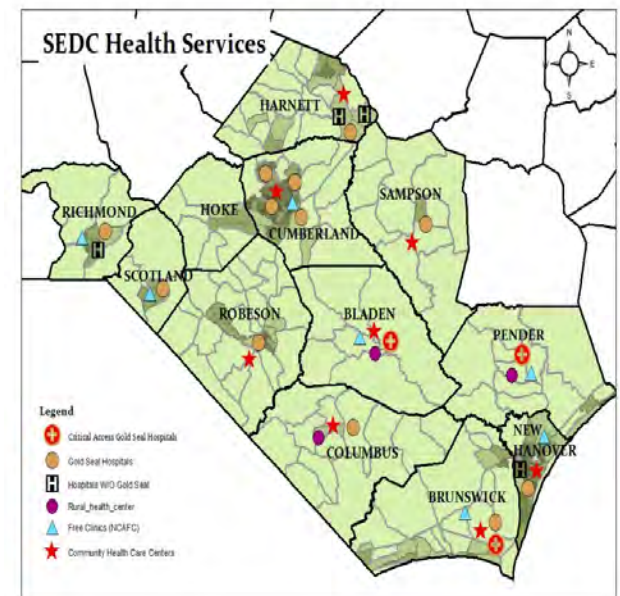 SEDC Health Services
N
W E
S
HARNETT
H H
SAMPSON
RICHMOND
HOKE
CUMBERLAND
H
SCOTLAND
ROBESON
BLADEN
PENDER
NEW
HANOVER
H
COLUMBUS
BRUNSWICK
Legend
Critical Access Gold Seal Hospitals
Gold Seal Hospitals
H Hospitals W/O Gold Seal
Rural_health_center
Free Clinics (NCAFC)
Community Health Care Centers